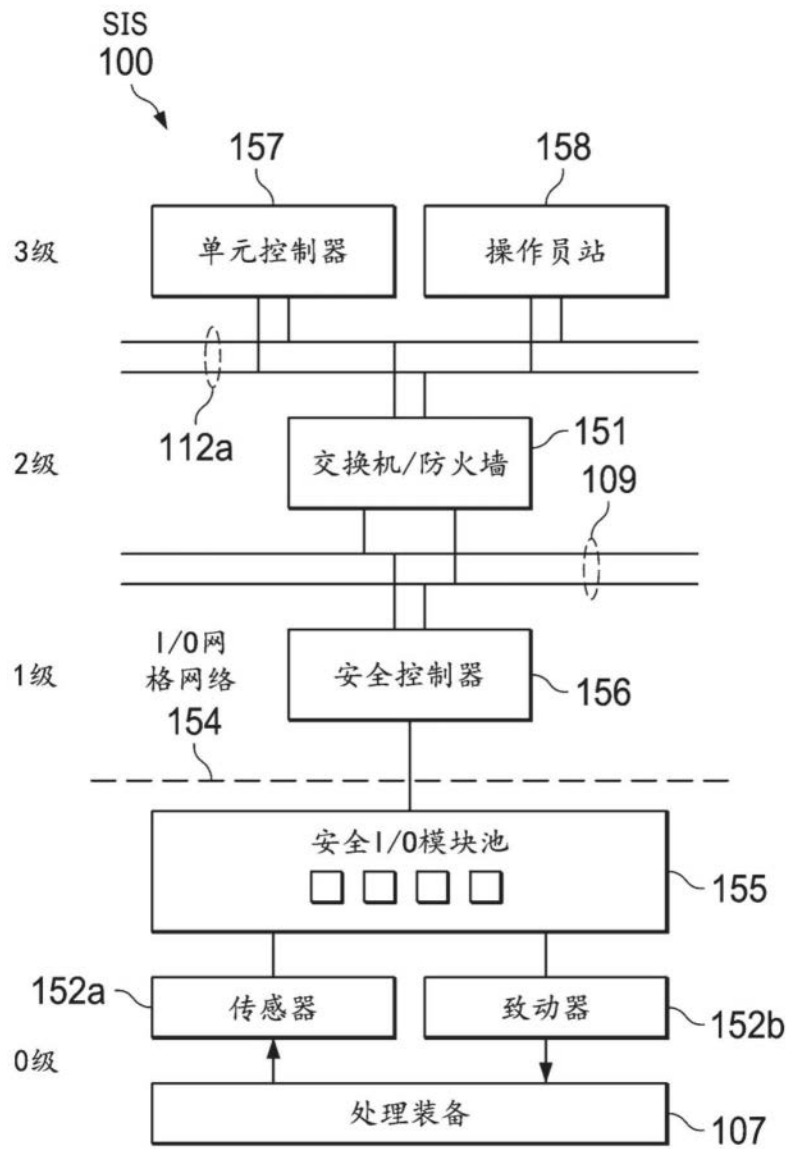 SIS
100
157
158
3级
单元控制器
操作员站
112a
2级
交换机/防火墙
151
109
I/O网
格网络
1级
154
安全控制器
156
安全I/O模块池
155
152a
传感器
致动器
152b
0级
处理装备
107